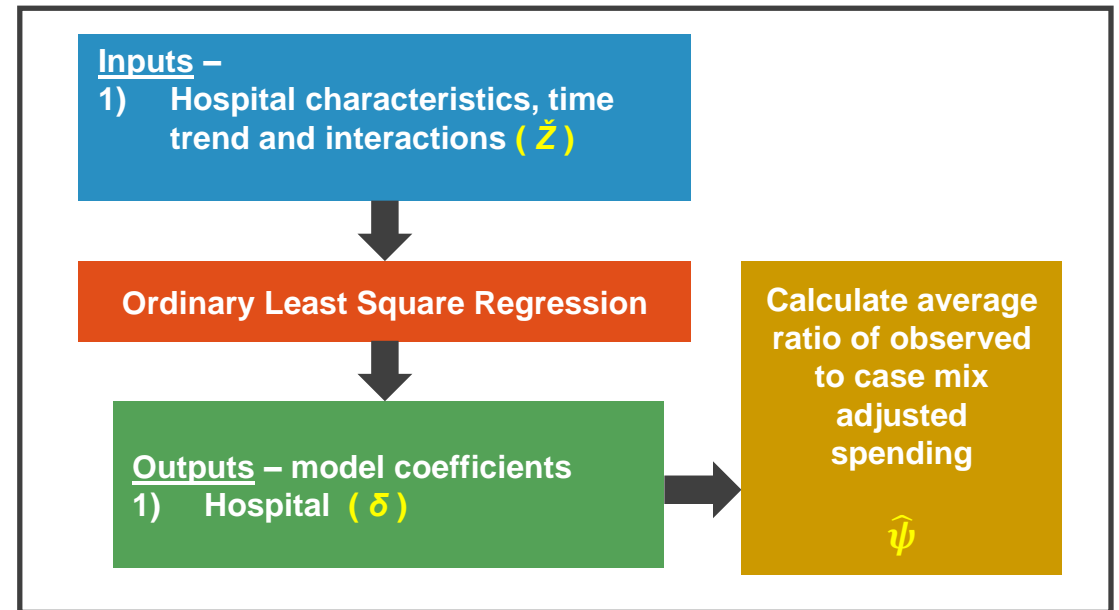 Inputs –
1) Hospital characteristics, time
trend and interactions ( Ž )
Ordinary Least Square Regression
Outputs – model coefficients
1) Hospital ( δ )
Calculate average
ratio of observed
to case mix
adjusted
spending
ψ̂